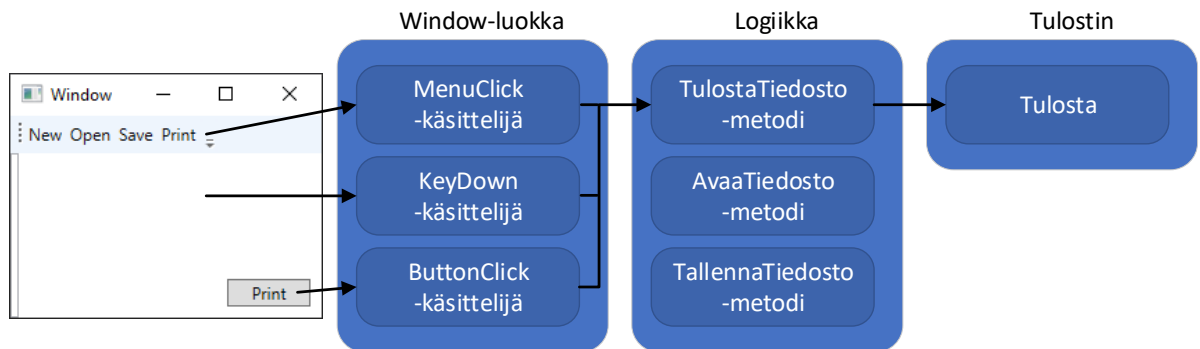 Window-luokka
Logiikka
Tulostin
Window
New Open Save Print
Print
MenuClick
-käsittelijä
KeyDown
-käsittelijä
ButtonClick
-käsittelijä
TulostaTiedosto
-metodi
AvaaTiedosto
-metodi
TallennaTiedosto
-metodi
Tulosta